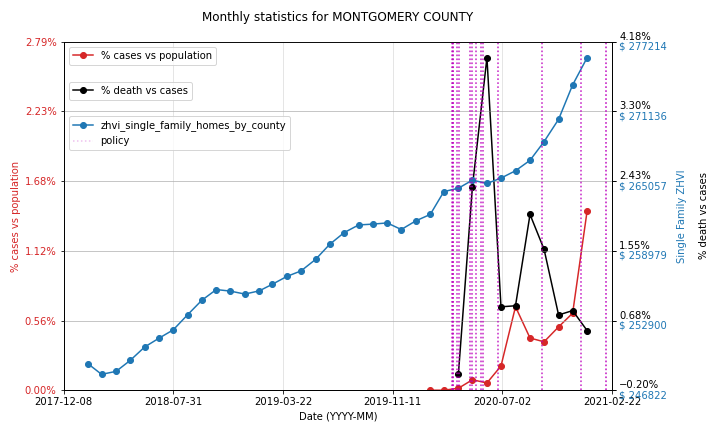 Monthly statistics for MONTGOMERY COUNTY
2.79%
2.23%
1.68%
1.12%
0.56%
0.00%
% cases vs population
% cases vs population
% death vs cases
zhvi_single_family_homes_by_county
policy
4.18%
$ 277214
3.30%
$ 271136
2.43%
$ 265057
1.55%
$ 258979
0.68%
$ 252900
−0.20%
$ 246822
Single Family ZHVI
% death vs cases
2017-12-08
2018-07-31
2019-03-22
2019-11-11
2020-07-02
2021-02-22
Date (YYYY-MM)